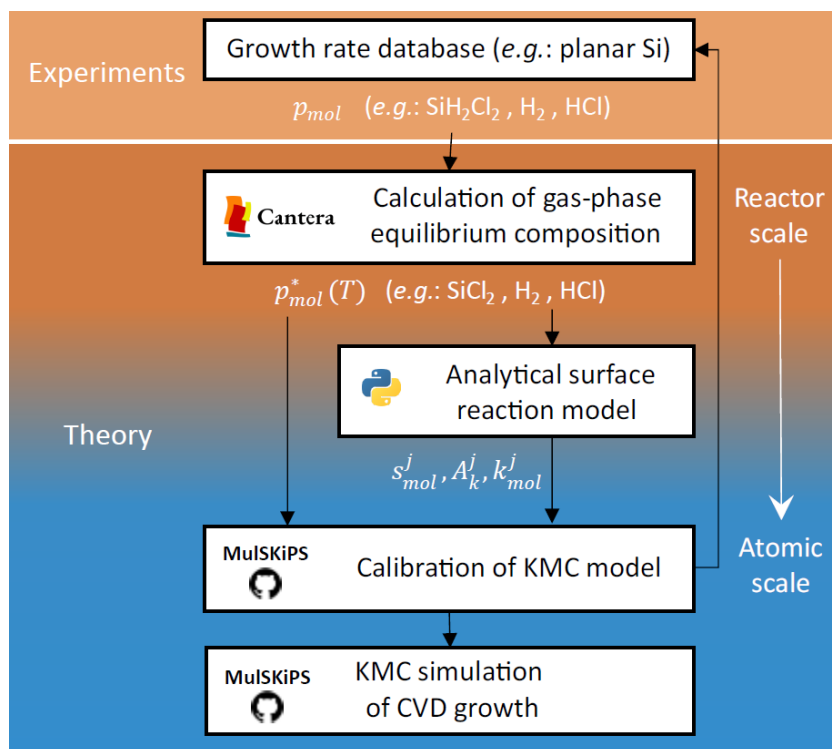 Growth rate database (e.g.: planar Si)
Experiments
p_mol (e.g.: SiH₂Cl₂ , H₂ , HCl)
Cantera
Calculation of gas-phase
equilibrium composition
Reactor
scale
p*_mol(T) (e.g.: SiCl₂ , H₂ , HCl)
Analytical surface
reaction model
Theory
s^j_mol, A^j_k, k^j_mol
MulSKiPS
Calibration of KMC model
Atomic
scale
MulSKiPS
KMC simulation
of CVD growth